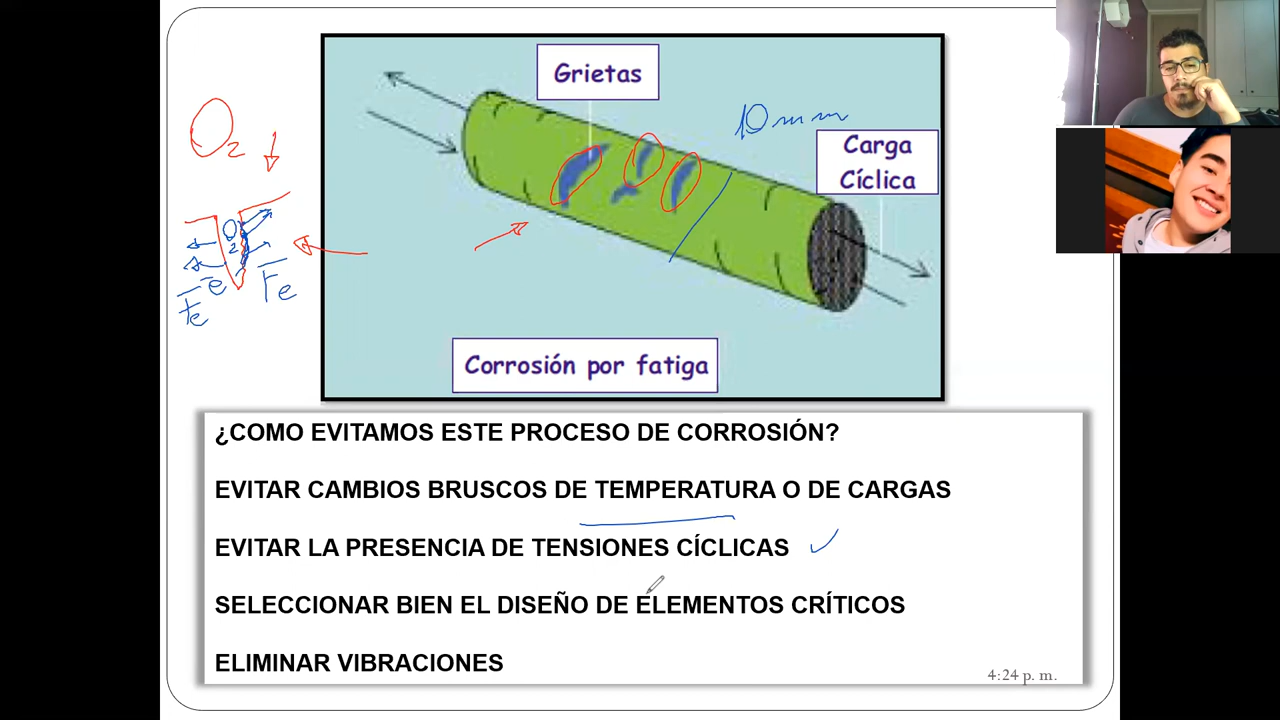 Grietas
10mm
Carga
Cíclica
O2
O2
Fe
e
Fe
Corrosión por fatiga
¿COMO EVITAMOS ESTE PROCESO DE CORROSIÓN?
EVITAR CAMBIOS BRUSCOS DE TEMPERATURA O DE CARGAS
EVITAR LA PRESENCIA DE TENSIONES CÍCLICAS
SELECCIONAR BIEN EL DISEÑO DE ELEMENTOS CRÍTICOS
ELIMINAR VIBRACIONES
4:24 p. m.